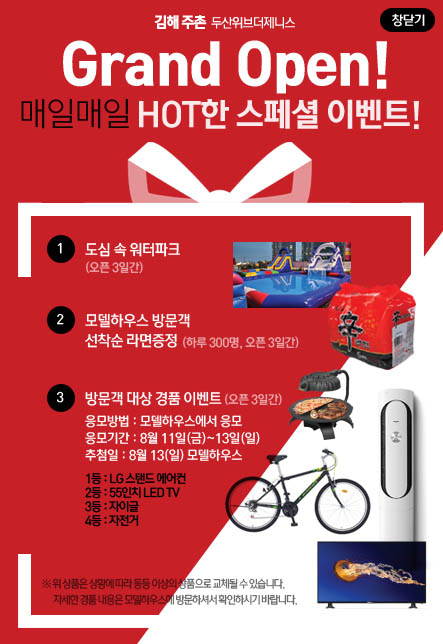 김해 주촌 두산위브더제니스
창닫기
Grand Open!
매일매일 HOT한 스페셜 이벤트!
1 도심 속 워터파크
(오픈 3일간)
2 모델하우스 방문객
선착순 라면증정 (하루 300명, 오픈 3일간)
辛
3 방문객 대상 경품 이벤트 (오픈 3일간)
응모방법 : 모델하우스에서 응모
응모기간 : 8월 11일(금)~13일(일)
추첨일 : 8월 13(일) 모델하우스
1등 : LG 스탠드 에어컨
2등 : 55인치 LED TV
3등 : 자이글
4등 : 자전거
※ 위 상품은 상황에 따라 동등 이상의 상품으로 교체될 수 있습니다.
자세한 경품 내용은 모델하우스에 방문하셔서 확인하시기 바랍니다.